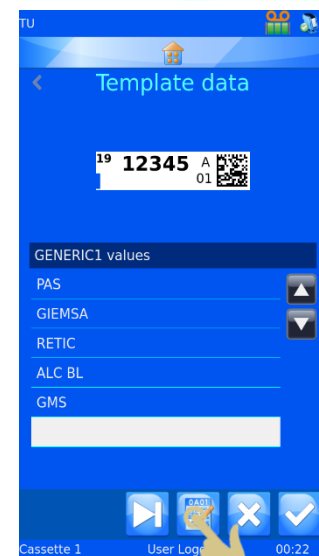 TU
Template data
19 12345 A
01
GENERIC1 values
PAS
GIEMSA
RETIC
ALC BL
GMS
0A01
Cassette 1 User Log 00:22